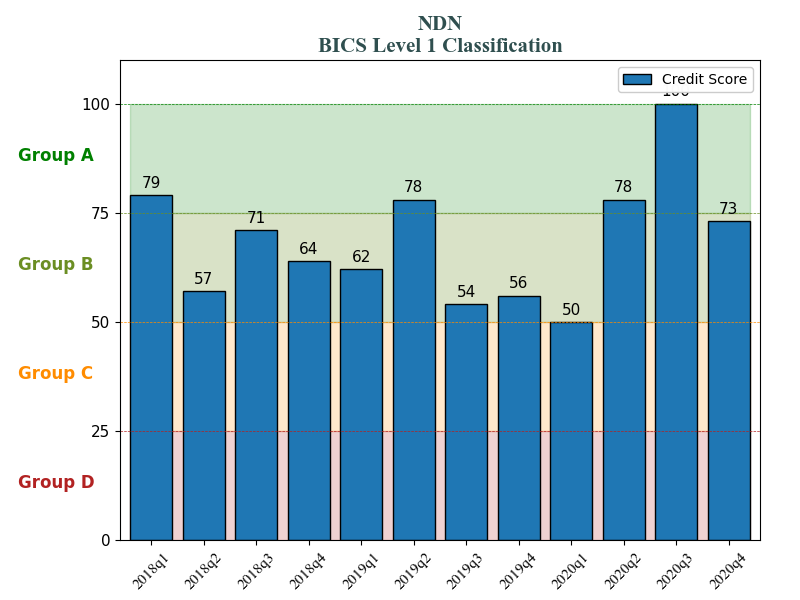 NDN
BICS Level 1 Classification
Credit Score
100
Group A
79
78
78
75
73
71
Group B
64
62
57
56
54
50
50
Group C
25
Group D
0
2018q1
2018q2
2018q3
2018q4
2019q1
2019q2
2019q3
2019q4
2020q1
2020q2
2020q3
2020q4